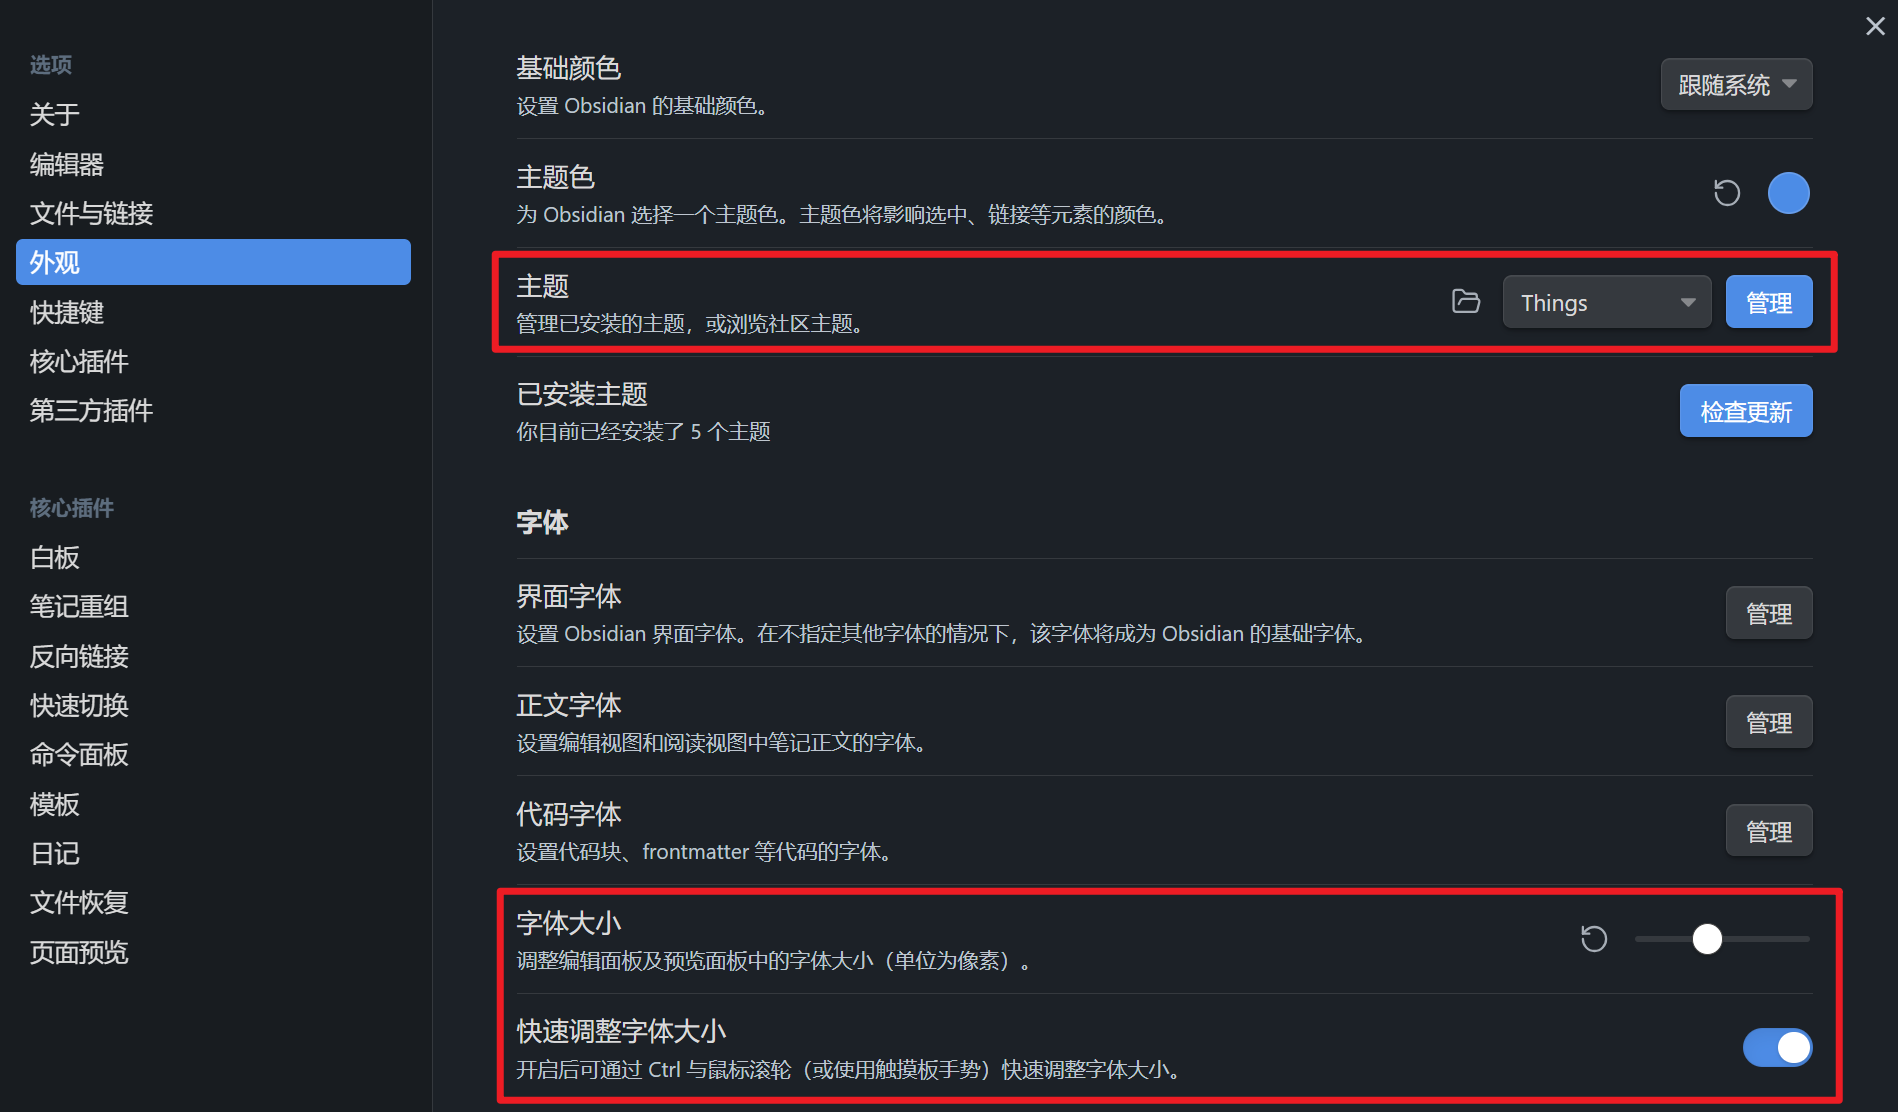 选项
关于
编辑器
文件与链接
外观
快捷键
核心插件
第三方插件
核心插件
白板
笔记重组
反向链接
快速切换
命令面板
模板
日记
文件恢复
页面预览
基础颜色
设置 Obsidian 的基础颜色。
跟随系统
主题色
为 Obsidian 选择一个主题色。主题色将影响选中、链接等元素的颜色。
主题
管理已安装的主题，或浏览社区主题。
Things
管理
已安装主题
你目前已经安装了 5 个主题
检查更新
字体
界面字体
设置 Obsidian 界面字体。在不指定其他字体的情况下，该字体将成为 Obsidian 的基础字体。
管理
正文字体
设置编辑视图和阅读视图中笔记正文的字体。
管理
代码字体
设置代码块、frontmatter 等代码的字体。
管理
字体大小
调整编辑面板及预览面板中的字体大小（单位为像素）。
快速调整字体大小
开启后可通过 Ctrl 与鼠标滚轮（或使用触摸板手势）快速调整字体大小。